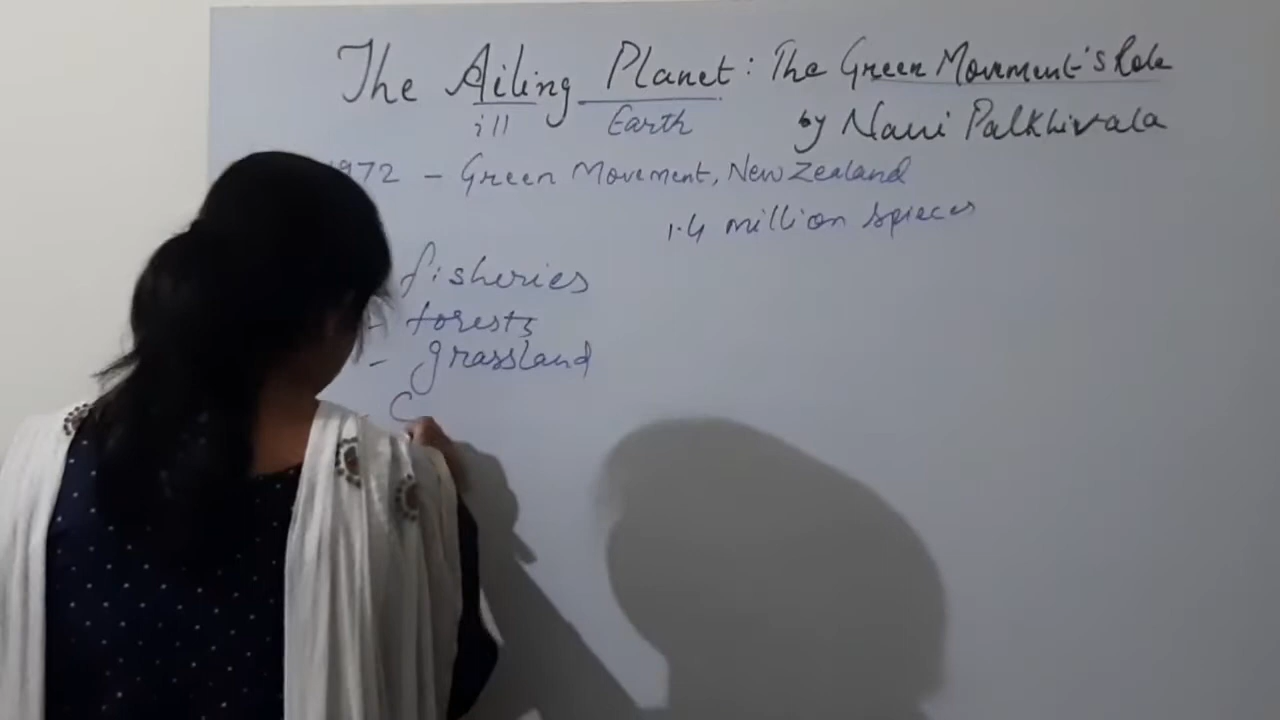 The Ailing Planet: The Green Movement's Role
ill Earth by Nani Palkhivala
1972 - Green Movement, New Zealand
1.4 million spieces
fisheries
- forests
- grassland
C